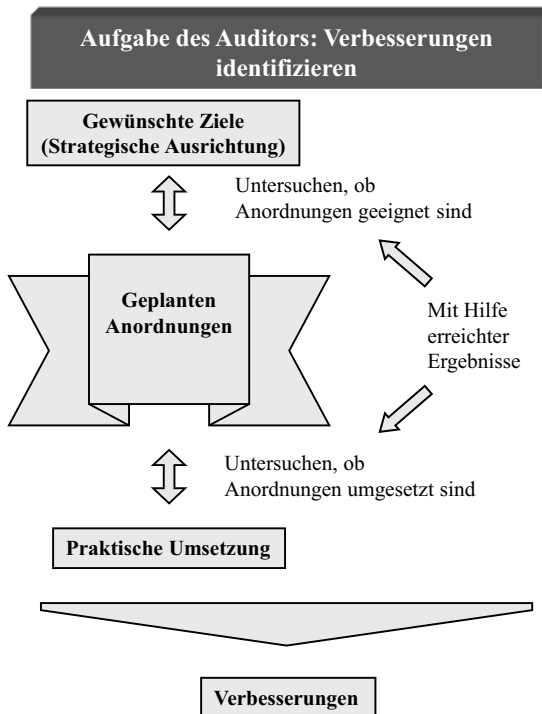 Aufgabe des Auditors: Verbesserungen
identifizieren
Gewünschte Ziele
(Strategische Ausrichtung)
Untersuchen, ob
Anordnungen geeignet sind
Geplanten
Anordnungen
Mit Hilfe
erreichter
Ergebnisse
Untersuchen, ob
Anordnungen umgesetzt sind
Praktische Umsetzung
Verbesserungen